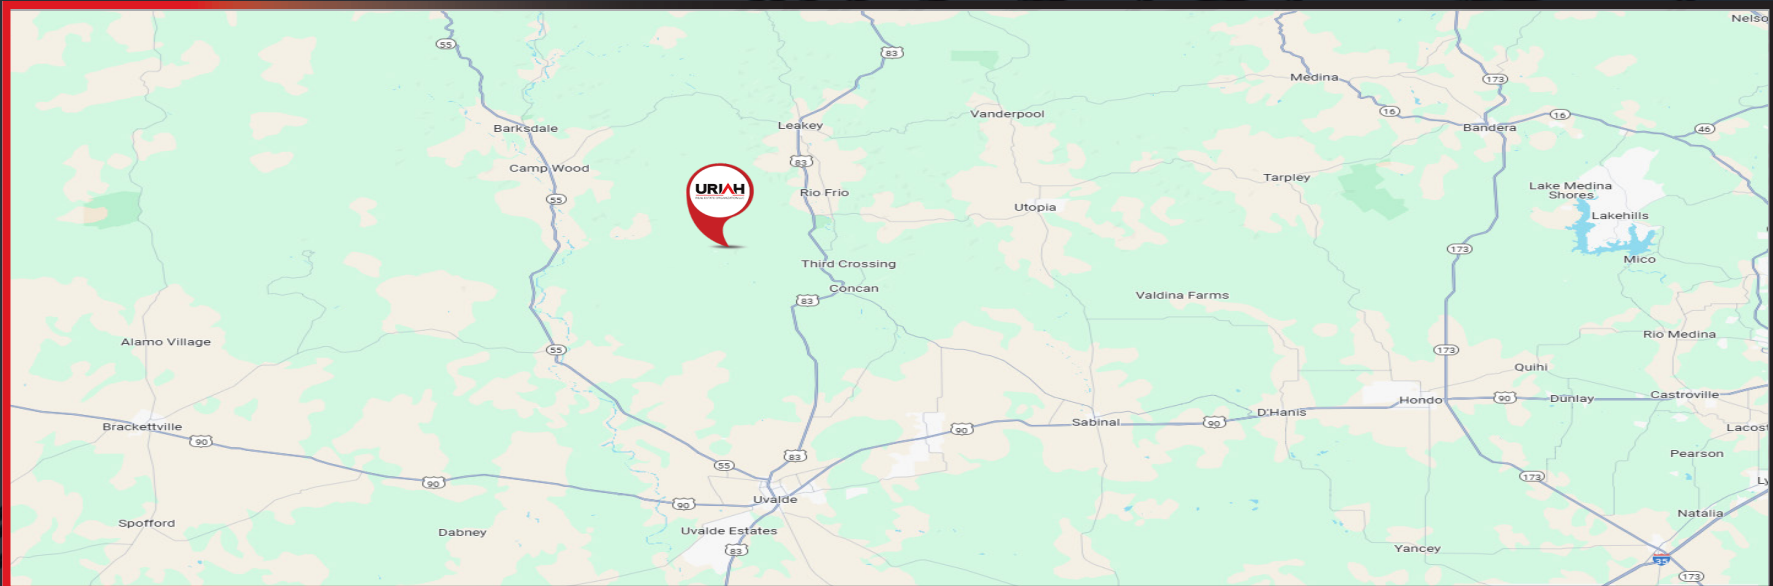 Nelso
55
83
Medina
173
16
Vanderpool
Leakey
Barksdale
Bandera
16
46
83
Camp Wood
Tarpley
URIAH
Rio Frio
Lake Medina
Shores
55
Utopia
Lakehills
173
Mico
Third Crossing
Concan
83
Valdina Farms
Rio Medina
Alamo Village
55
173
Quihi
Hondo
90
Dunlay
Castroville
Brackettville
90
Sabinal
90
D'Hanis
90
Lacost
Pearson
83
55
90
173
Ly
Uvalde
90
Natalia
Spofford
Dabney
Uvalde Estates
83
Yancey
35
173